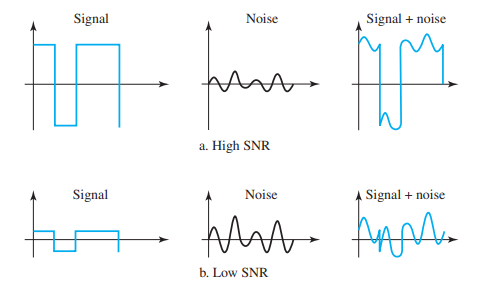 Signal
Noise
Signal + noise
a. High SNR
Signal
Noise
Signal + noise
b. Low SNR